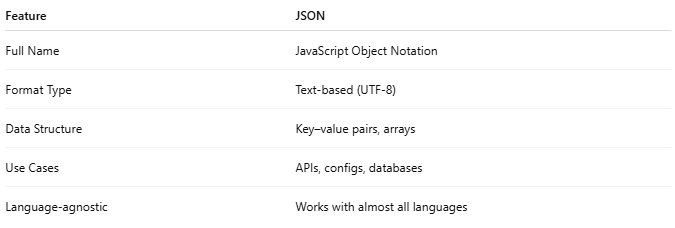 Feature JSON
Full Name JavaScript Object Notation
Format Type Text-based (UTF-8)
Data Structure Key–value pairs, arrays
Use Cases APIs, configs, databases
Language-agnostic Works with almost all languages